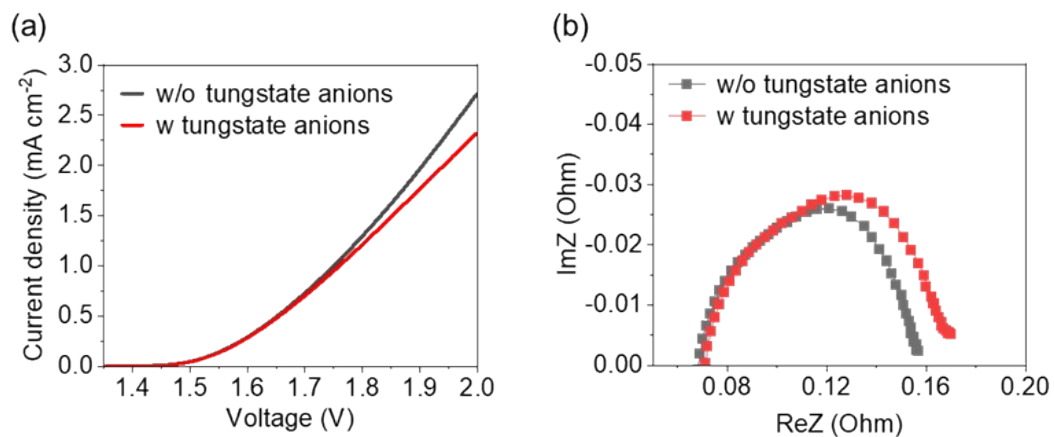 (a)
3.0
2.5
2.0
1.5
1.0
0.5
0.0
Current density (mA cm-2)
w/o tungstate anions
w tungstate anions
1.4 1.5 1.6 1.7 1.8 1.9 2.0
Voltage (V)
(b)
-0.05
-0.04
-0.03
-0.02
-0.01
0.00
ImZ (Ohm)
w/o tungstate anions
w tungstate anions
0.08 0.12 0.16 0.20
ReZ (Ohm)